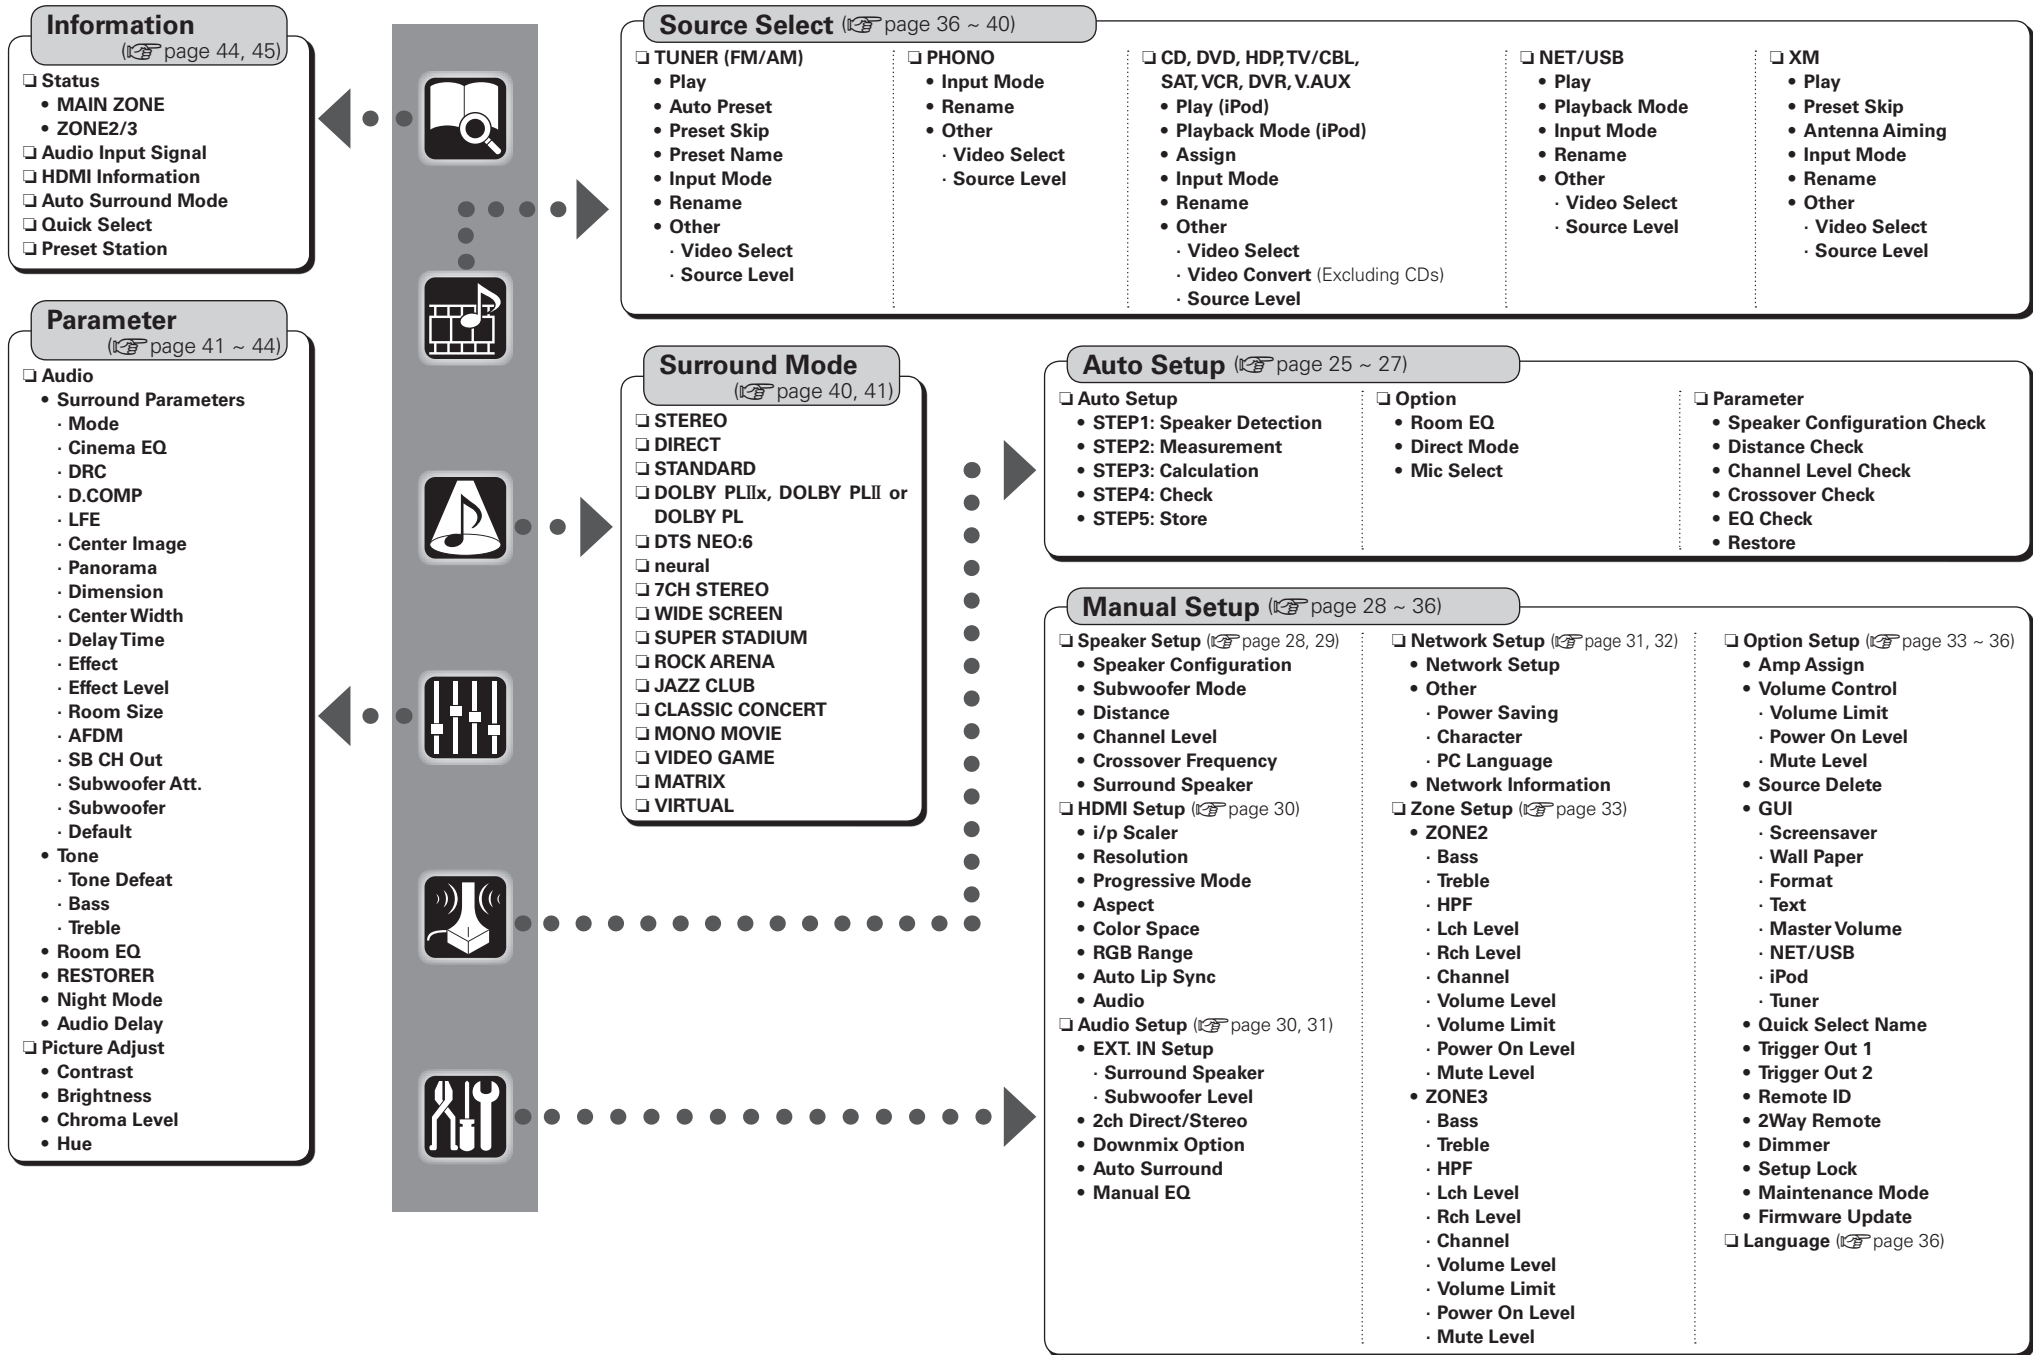 Information
(☞ page 44, 45)
❏ Status
• MAIN ZONE
• ZONE2/3
❏ Audio Input Signal
❏ HDMI Information
❏ Auto Surround Mode
❏ Quick Select
❏ Preset Station
Parameter
(☞ page 41 ~ 44)
❏ Audio
• Surround Parameters
· Mode
· Cinema EQ
· DRC
· D.COMP
· LFE
· Center Image
· Panorama
· Dimension
· Center Width
· Delay Time
· Effect
· Effect Level
· Room Size
· AFDM
· SB CH Out
· Subwoofer Att.
· Subwoofer
· Default
• Tone
· Tone Defeat
· Bass
· Treble
• Room EQ
• RESTORER
• Night Mode
• Audio Delay
❏ Picture Adjust
• Contrast
• Brightness
• Chroma Level
• Hue
Source Select (☞ page 36 ~ 40)
❏ TUNER (FM/AM)
• Play
• Auto Preset
• Preset Skip
• Preset Name
• Input Mode
• Rename
• Other
· Video Select
· Source Level
❏ PHONO
• Input Mode
• Rename
• Other
· Video Select
· Source Level
❏ CD, DVD, HDP, TV/CBL,
SAT, VCR, DVR, V.AUX
• Play (iPod)
• Playback Mode (iPod)
• Assign
• Input Mode
• Rename
• Other
· Video Select
· Video Convert (Excluding CDs)
· Source Level
❏ NET/USB
• Play
• Playback Mode
• Input Mode
• Rename
• Other
· Video Select
· Source Level
❏ XM
• Play
• Preset Skip
• Antenna Aiming
• Input Mode
• Rename
• Other
· Video Select
· Source Level
Surround Mode
(☞ page 40, 41)
❏ STEREO
❏ DIRECT
❏ STANDARD
❏ DOLBY PLIIx, DOLBY PLII or
DOLBY PL
❏ DTS NEO:6
❏ neural
❏ 7CH STEREO
❏ WIDE SCREEN
❏ SUPER STADIUM
❏ ROCK ARENA
❏ JAZZ CLUB
❏ CLASSIC CONCERT
❏ MONO MOVIE
❏ VIDEO GAME
❏ MATRIX
❏ VIRTUAL
Auto Setup (☞ page 25 ~ 27)
❏ Auto Setup
• STEP1: Speaker Detection
• STEP2: Measurement
• STEP3: Calculation
• STEP4: Check
• STEP5: Store
❏ Option
• Room EQ
• Direct Mode
• Mic Select
❏ Parameter
• Speaker Configuration Check
• Distance Check
• Channel Level Check
• Crossover Check
• EQ Check
• Restore
Manual Setup (☞ page 28 ~ 36)
❏ Speaker Setup (☞ page 28, 29)
• Speaker Configuration
• Subwoofer Mode
• Distance
• Channel Level
• Crossover Frequency
• Surround Speaker
❏ HDMI Setup (☞ page 30)
• i/p Scaler
• Resolution
• Progressive Mode
• Aspect
• Color Space
• RGB Range
• Auto Lip Sync
• Audio
❏ Audio Setup (☞ page 30, 31)
• EXT. IN Setup
· Surround Speaker
· Subwoofer Level
• 2ch Direct/Stereo
• Downmix Option
• Auto Surround
• Manual EQ
❏ Network Setup (☞ page 31, 32)
• Network Setup
• Other
· Power Saving
· Character
· PC Language
• Network Information
❏ Zone Setup (☞ page 33)
• ZONE2
· Bass
· Treble
· HPF
· Lch Level
· Rch Level
· Channel
· Volume Level
· Volume Limit
· Power On Level
· Mute Level
• ZONE3
· Bass
· Treble
· HPF
· Lch Level
· Rch Level
· Channel
· Volume Level
· Volume Limit
· Power On Level
· Mute Level
❏ Option Setup (☞ page 33 ~ 36)
• Amp Assign
• Volume Control
· Volume Limit
· Power On Level
· Mute Level
• Source Delete
• GUI
· Screensaver
· Wall Paper
· Format
· Text
· Master Volume
· NET/USB
· iPod
· Tuner
• Quick Select Name
• Trigger Out 1
• Trigger Out 2
• Remote ID
• 2Way Remote
• Dimmer
• Setup Lock
• Maintenance Mode
• Firmware Update
❏ Language (☞ page 36)